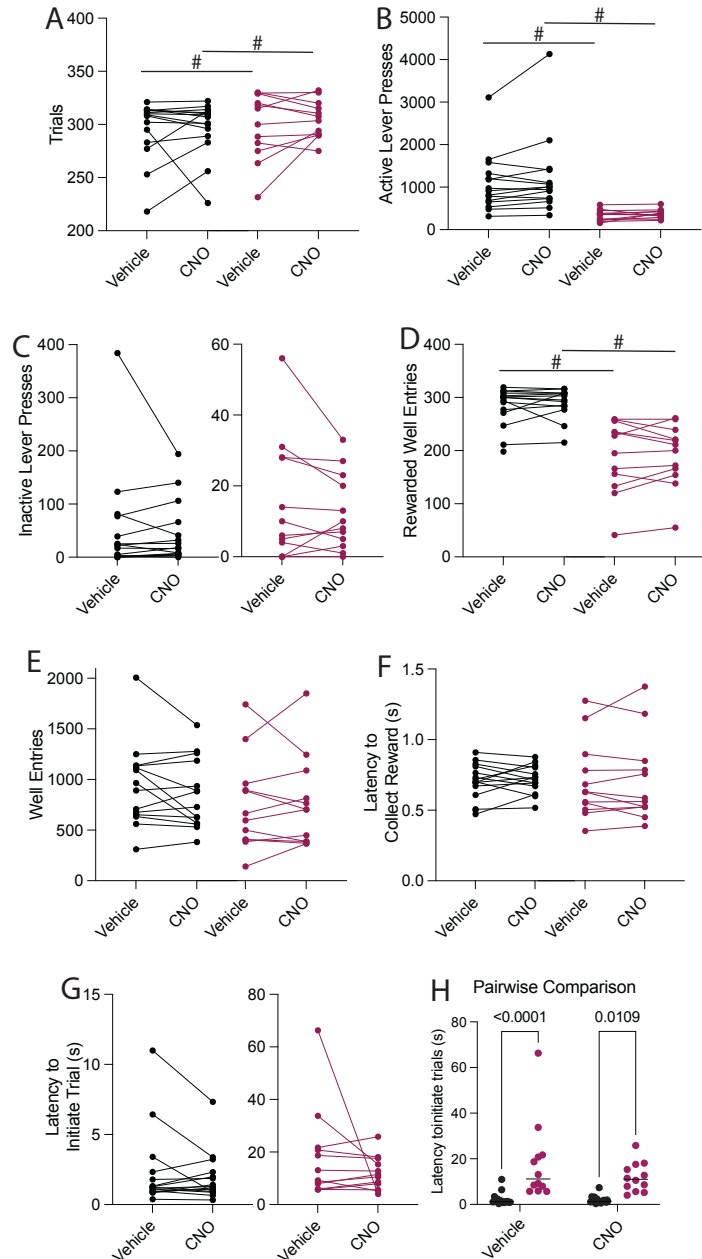 A
#
#
Trials
400
350
300
250
200
Vehicle
CNO
Vehicle
CNO
B
#
#
Active Lever Presses
5000
4000
3000
2000
1000
0
Vehicle
CNO
Vehicle
CNO
C
Inactive Lever Presses
400
300
200
100
0
Vehicle
CNO
60
40
20
0
Vehicle
CNO
D
#
#
Rewarded Well Entries
400
300
200
100
0
Vehicle
CNO
Vehicle
CNO
E
Well Entries
2000
1500
1000
500
0
Vehicle
CNO
Vehicle
CNO
F
Latency to
Collect Reward (s)
1.5
1.0
0.5
0.0
Vehicle
CNO
Vehicle
CNO
G
Latency to
Initiate Trial (s)
15
10
5
0
Vehicle
CNO
80
60
40
20
0
Vehicle
CNO
H
Pairwise Comparison
<0.0001
0.0109
Latency toinitiate trials (s)
80
60
40
20
0
Vehicle
CNO